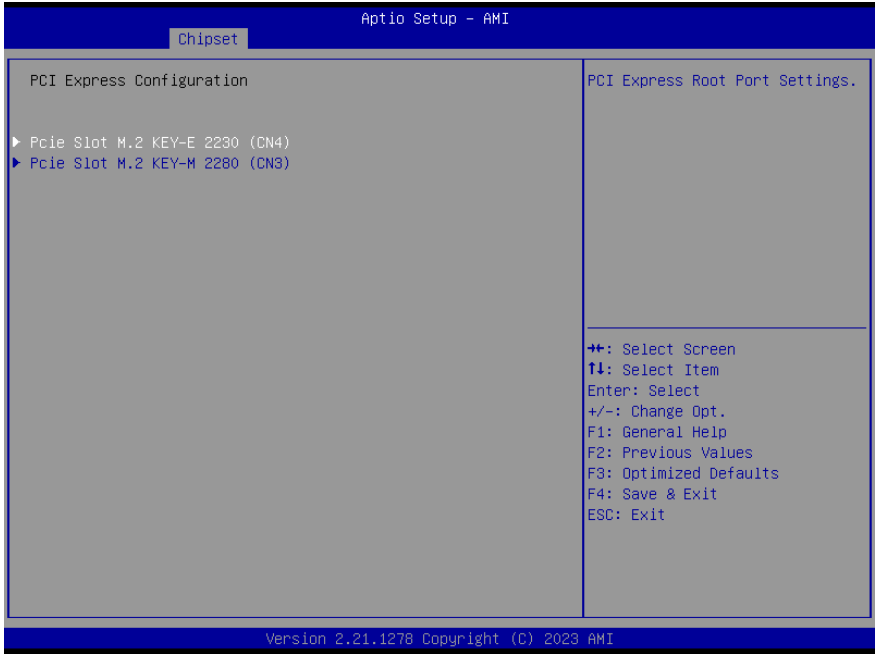 Aptio Setup – AMI
Chipset
PCI Express Configuration
PCI Express Root Port Settings.
▶ Pcie Slot M.2 KEY-E 2230 (CN4)
▶ Pcie Slot M.2 KEY-M 2280 (CN3)
→←: Select Screen
↑↓: Select Item
Enter: Select
+/-: Change Opt.
F1: General Help
F2: Previous Values
F3: Optimized Defaults
F4: Save & Exit
ESC: Exit
Version 2.21.1278 Copyright (C) 2023 AMI